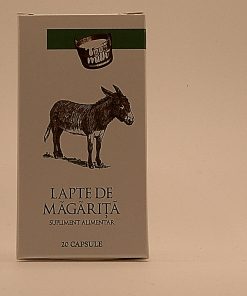 LAPTE DE
MĂGĂRIȚĂ
SUPLIMENT ALIMENTAR
20 CAPSULE